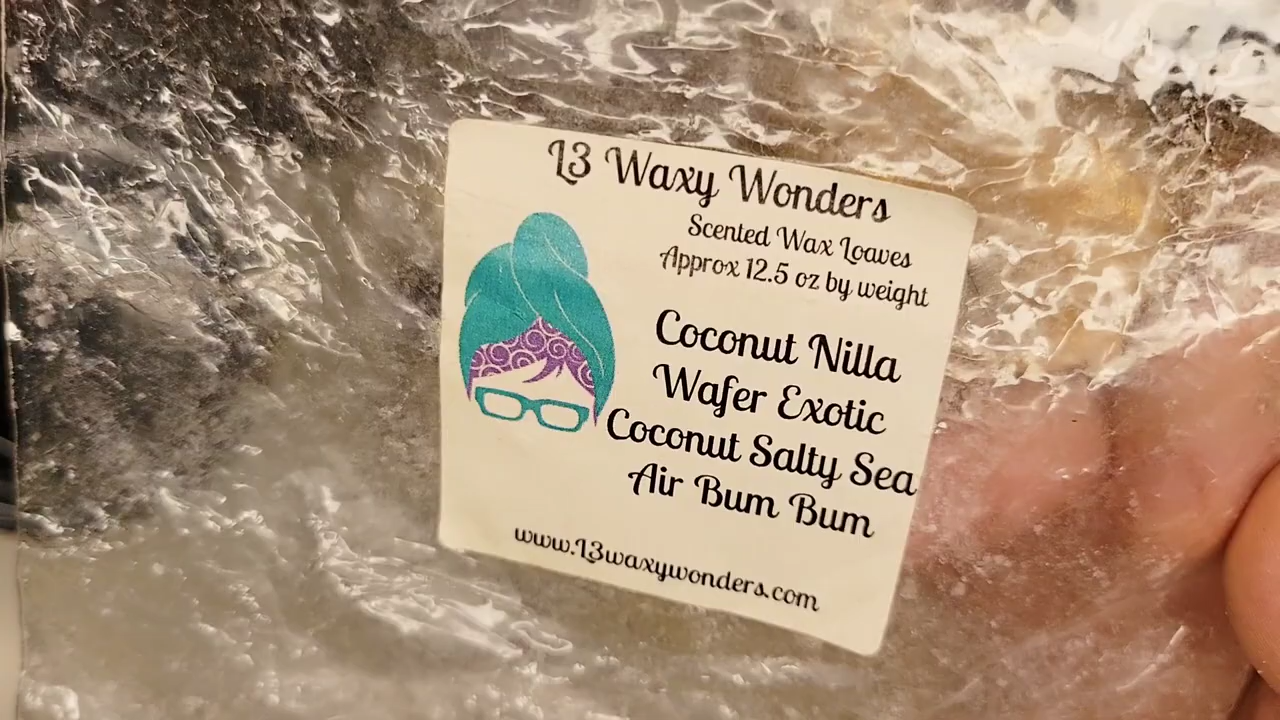 L3 Waxy Wonders
Scented Wax Loaves
Approx 12.5 oz by weight
Coconut Nilla
Wafer Exotic
Coconut Salty Sea
Air Bum Bum
www.L3waxywonders.com